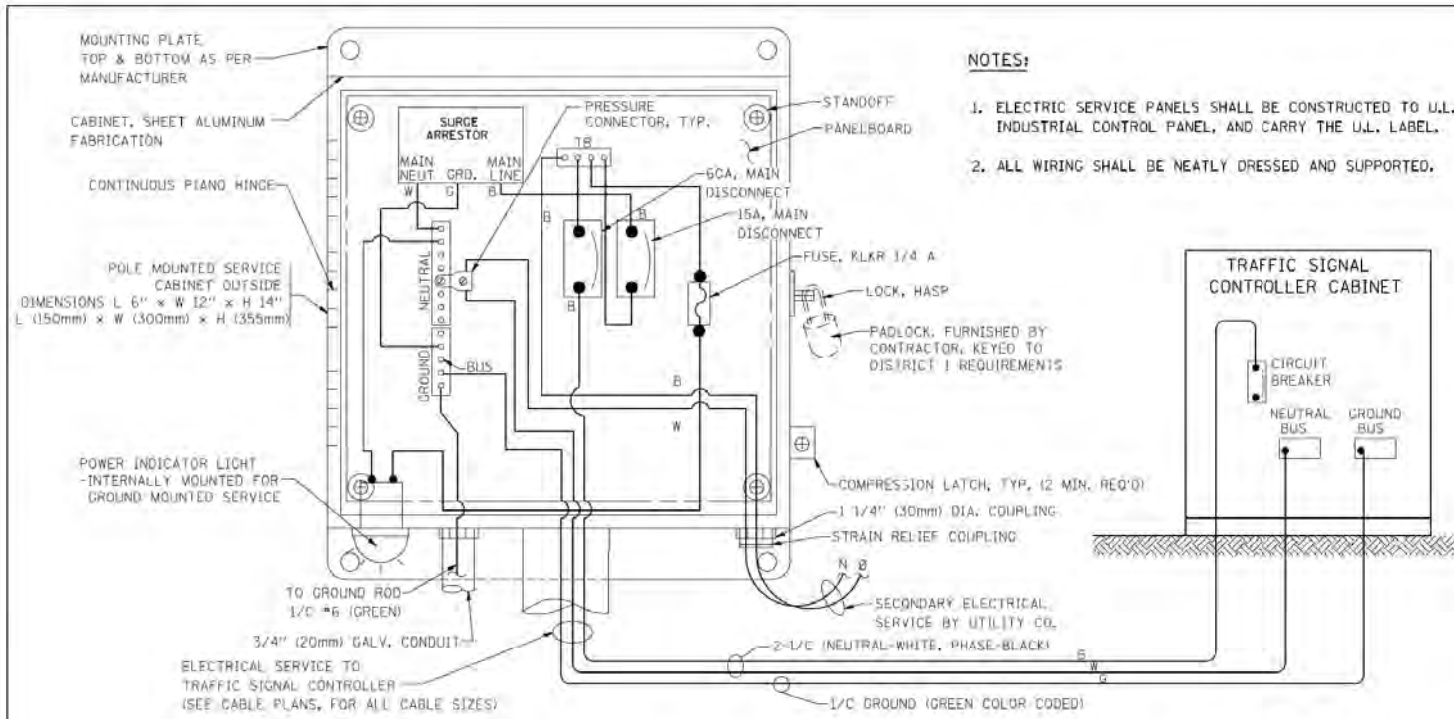 MOUNTING PLATE
TOP & BOTTOM AS PER
MANUFACTURER
CABINET, SHEET ALUMINUM
FABRICATION
CONTINUOUS PIANO HINGE
POLE MOUNTED SERVICE
CABINET OUTSIDE
DIMENSIONS L 6" x W 12" x H 14"
L (150mm) x W (300mm) x H (355mm)
POWER INDICATOR LIGHT
-INTERNALLY MOUNTED FOR
GROUND MOUNTED SERVICE
TO GROUND ROD
1/C #6 (GREEN)
3/4" (20mm) GALV. CONDUIT
ELECTRICAL SERVICE TO
TRAFFIC SIGNAL CONTROLLER
(SEE CABLE PLANS, FOR ALL CABLE SIZES)
SURGE
ARRESTOR
MAIN
NEUT
GRD.
MAIN
LINE
W
G
B
PRESSURE
CONNECTOR, TYP.
TB
NEUTRAL
GROUND
BUS
B
B
B
B
W
STANDOFF
PANELBOARD
60A, MAIN
DISCONNECT
15A, MAIN
DISCONNECT
FUSE, KLKR 1/4 A
LOCK, HASP
PADLOCK, FURNISHED BY
CONTRACTOR, KEYED TO
DISTRICT 1 REQUIREMENTS
COMPRESSION LATCH, TYP. (2 MIN. REQ'D)
1 1/4" (30mm) DIA. COUPLING
STRAIN RELIEF COUPLING
N Ø
SECONDARY ELECTRICAL
SERVICE BY UTILITY CO.
2-1/C (NEUTRAL-WHITE, PHASE-BLACK)
B
W
G
1/C GROUND (GREEN COLOR CODED)
NOTES:
1. ELECTRIC SERVICE PANELS SHALL BE CONSTRUCTED TO U.L.
INDUSTRIAL CONTROL PANEL, AND CARRY THE U.L. LABEL.
2. ALL WIRING SHALL BE NEATLY DRESSED AND SUPPORTED.
TRAFFIC SIGNAL
CONTROLLER CABINET
CIRCUIT
BREAKER
NEUTRAL
BUS
GROUND
BUS